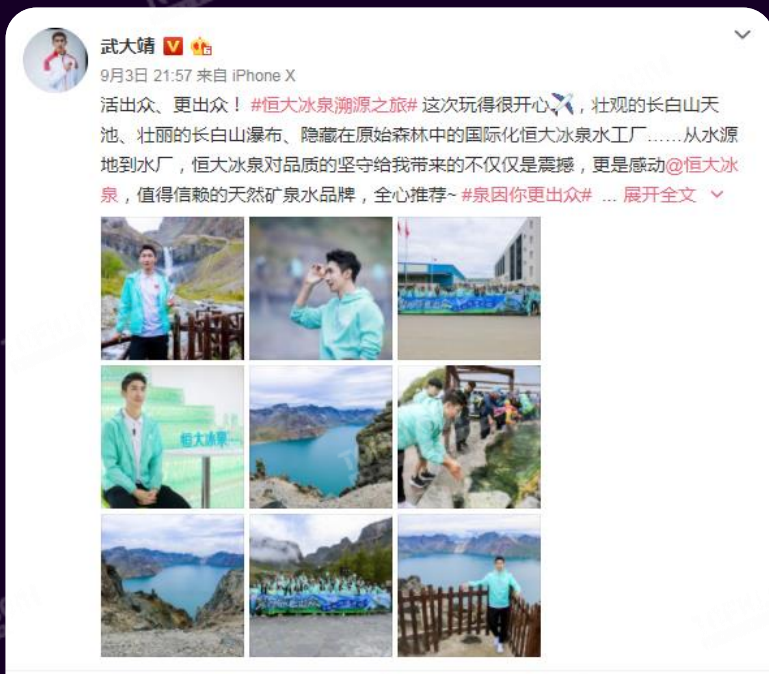 武大靖
9月3日 21:57 来自 iPhone X
活出众、更出众！#恒大冰泉溯源之旅# 这次玩得很开心，壮观的长白山天
池、壮丽的长白山瀑布、隐藏在原始森林中的国际化恒大冰泉水工厂……从水源
地到水厂，恒大冰泉对品质的坚守给我带来的不仅仅是震撼，更是感动@恒大冰
泉，值得信赖的天然矿泉水品牌，全心推荐~ #泉因你更出众# ... 展开全文
恒大冰泉